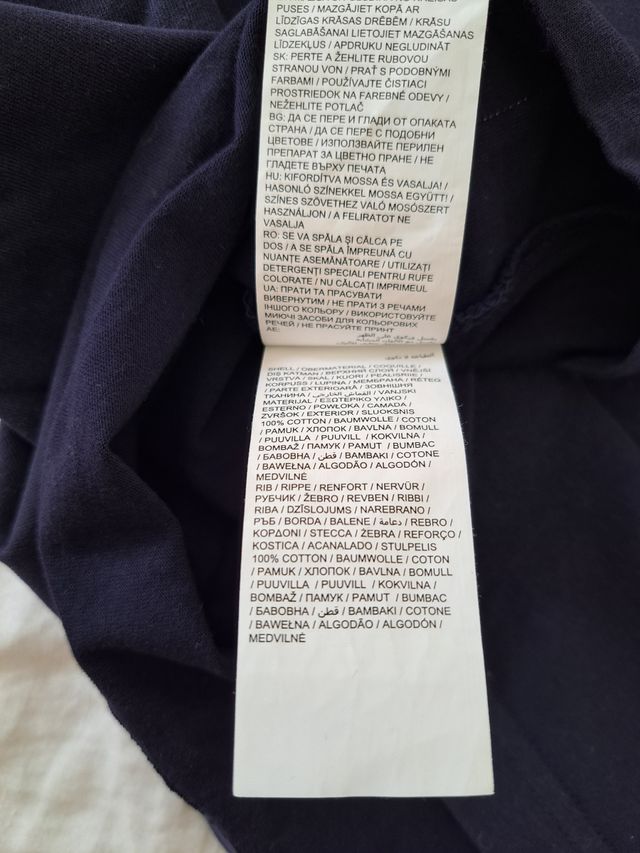 PUSES / MAZGĀJIET KOPĀ AR
LĪDZĪGAS KRĀSAS DRĒBĒM / KRĀSU
SAGLABĀŠANAI LIETOJIET MAZGĀŠANAS
LĪDZEKĻUS / APDRUKU NEGLUDINĀT
SK: PERTE A ŽEHLITE RUBOVOU
STRANOU VON / PRAŤ S PODOBNÝMI
FARBAMI / POUŽÍVAJTE ČISTIACI
PROSTRIEDOK NA FAREBNÉ ODEVY /
NEŽEHLITE POTLAČ
BG: ДА СЕ ПЕРЕ И ГЛАДИ ОТ ОПАКАТА
СТРАНА / ДА СЕ ПЕРЕ С ПОДОБНИ
ЦВЕТОВЕ / ИЗПОЛЗВАЙТЕ ПЕРИЛЕН
ПРЕПАРАТ ЗА ЦВЕТНО ПРАНЕ / НЕ
ГЛАДЕТЕ ВЪРХУ ПЕЧАТА
HU: KIFORDÍTVA MOSSA ÉS VASALJA! /
HASONLÓ SZÍNEKKEL MOSSA EGYÜTT! /
SZÍNES SZÖVETHEZ VALÓ MOSÓSZERT
HASZNÁLJON / A FELIRATOT NE
VASALJA
RO: SE VA SPĂLA ȘI CĂLCA PE
DOS / A SE SPĂLA ÎMPREUNĂ CU
NUANȚE ASEMĂNĂTOARE / UTILIZAȚI
DETERGENȚI SPECIALI PENTRU RUFE
COLORATE / NU CĂLCAȚI IMPRIMEUL
UA: ПРАТИ ТА ПРАСУВАТИ
ВИВЕРНУТИМ / НЕ ПРАТИ З РЕЧАМИ
ІНШОГО КОЛЬОРУ / ВИКОРИСТОВУЙТЕ
МИЮЧІ ЗАСОБИ ДЛЯ КОЛЬОРОВИХ
РЕЧЕЙ / НЕ ПРАСУЙТЕ ПРИНТ
AE:
SHELL / OBERMATERIAL / COQUILLE /
DIŞ KATMAN / ВЕРХНИЙ СЛОЙ / VNĚJŠÍ
VRSTVA / SKAL / KUORI / PEALISRIIE /
KORPUSS / LUPINA / МЕМБРАНА / RÉTEG
/ PARTE EXTERIOARĂ / ЗОВНІШНЯ
ТКАНИНА / القماش الخارجي / VANJSKI
MATERIJAL / ΕΞΩΤΕΡΙΚΟ ΥΛΙΚΟ /
ESTERNO / POWŁOKA / CAMADA /
ZVRŠOK / EXTERIOR / SLUOKSNIS
100% COTTON / BAUMWOLLE / COTON
/ PAMUK / ХЛОПОК / BAVLNA / BOMULL
/ PUUVILLA / PUUVILL / KOKVILNA /
BOMBAŽ / ПАМУК / PAMUT / BUMBAC
/ БАВОВНА / قطن / BAMBAKI / COTONE
/ BAWEŁNA / ALGODÃO / ALGODÓN /
MEDVILNĖ
RIB / RIPPE / RENFORT / NERVÜR /
РУБЧИК / ŽEBRO / REVBEN / RIBBI /
RIBA / DZĪSLOJUMS / NAREBRANO /
РЪБ / BORDA / BALENE / دعامة / REBRO /
КОРДОНІ / STECCA / ŻEBRA / REFORÇO /
KOSTICA / ACANALADO / STULPELIS
100% COTTON / BAUMWOLLE / COTON
/ PAMUK / ХЛОПОК / BAVLNA / BOMULL
/ PUUVILLA / PUUVILL / KOKVILNA /
BOMBAŽ / ПАМУК / PAMUT / BUMBAC
/ БАВОВНА / قطن / BAMBAKI / COTONE
/ BAWEŁNA / ALGODÃO / ALGODÓN /
MEDVILNĖ